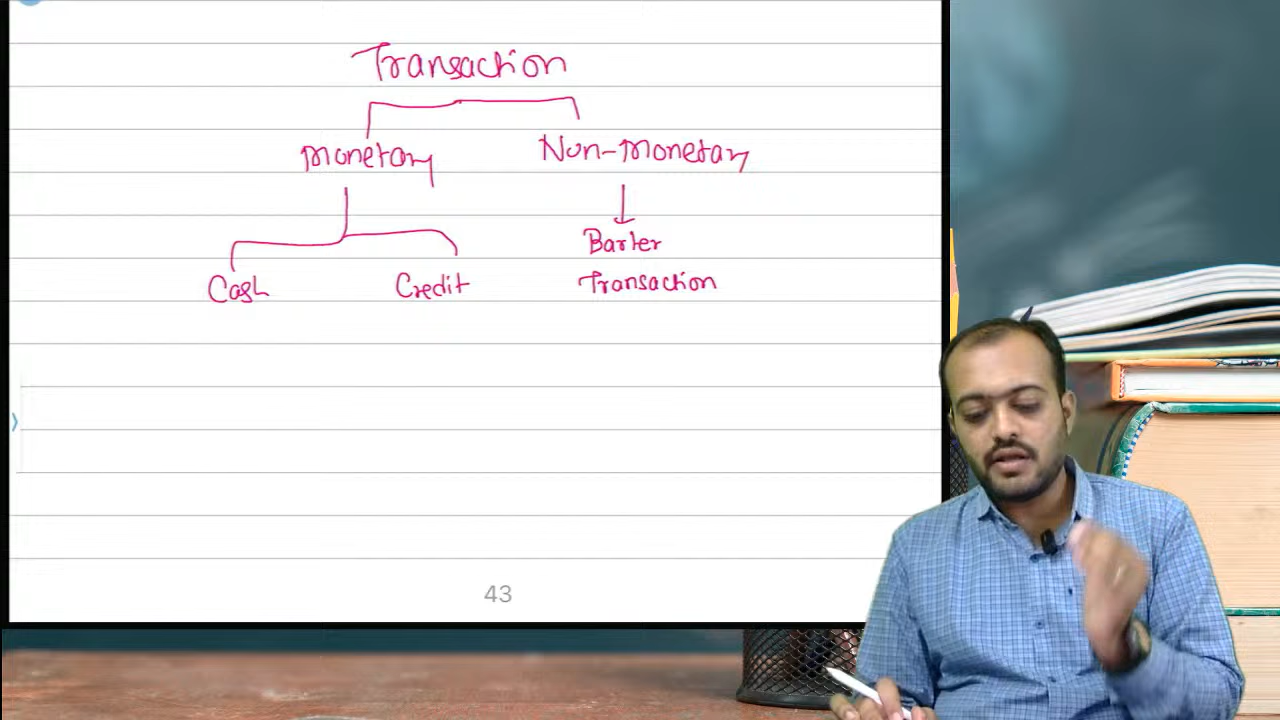 Transaction
Monetary Non-Monetary
Barter
Cash Credit Transaction
43